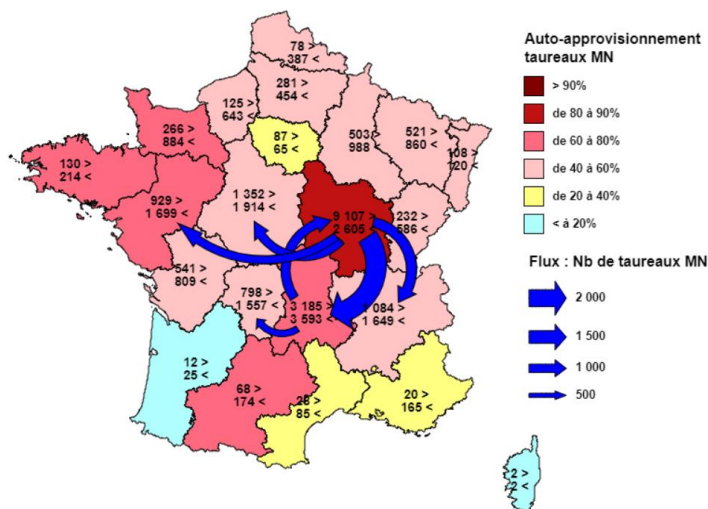 78 >
387 <
281 >
454 <
125 >
643 <
87 >
65 <
503
988
521 >
860 <
108 <
120 <
266 >
884 <
130 >
214 <
929 >
1 699 <
1 352 >
1 914 <
9 107 >
2 605 <
232 >
586 <
541 >
809 <
798 >
1 557 <
3 185 >
3 593 <
084 >
1 649 <
12 >
25 <
68 >
174 <
85 <
20 >
165 <
2 >
2 <
Auto-approvisionnement
taureaux MN
> 90%
de 80 à 90%
de 60 à 80%
de 40 à 60%
de 20 à 40%
< à 20%
Flux : Nb de taureaux MN
2 000
1 500
1 000
500